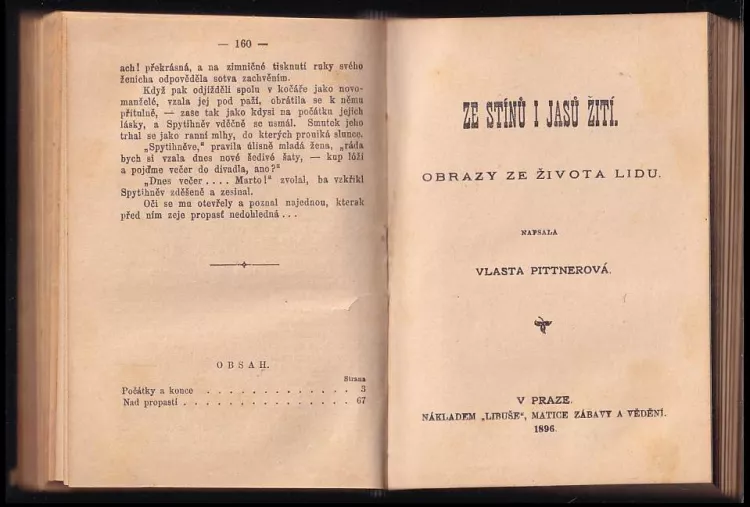 — 160 —
ach! překrásná, a na zimničné tisknutí ruky svého
ženicha odpověděla sotva zachvěním.
Když pak odjížděli spolu v kočáře jako novo-
manželé, vzala jej pod paží, obrátila se k němu
přítulně, — zase tak jako kdysi na počátku jejich
lásky, a Spytihněv vděčně se usmál. Smutek jeho
trhal se jako ranní mlhy, do kterých proniká slunce.
„Spytihněve,“ pravila úlisně mladá žena, „ráda
bych si vzala dnes nové šedivé šaty, — kup lóži
a pojďme večer do divadla, ano?“
„Dnes večer .... Marto!“ zvolal, ba vzkřikl
Spytihněv zděšeně a zesinal.
Oči se mu otevřely a poznal najednou, kterak
před ním zeje propasť nedohledná ...
OBSAH.
Strana
Počátky a konce . . . . . . . . . . . . . 3
Nad propastí . . . . . . . . . . . . . . . 67
ZE STÍNŮ I JASŮ ŽITÍ.
OBRAZY ZE ŽIVOTA LIDU.
NAPSALA
VLASTA PITTNEROVÁ.
V PRAZE.
NÁKLADEM „LIBUŠE“, MATICE ZÁBAVY A VĚDĚNÍ.
1896.